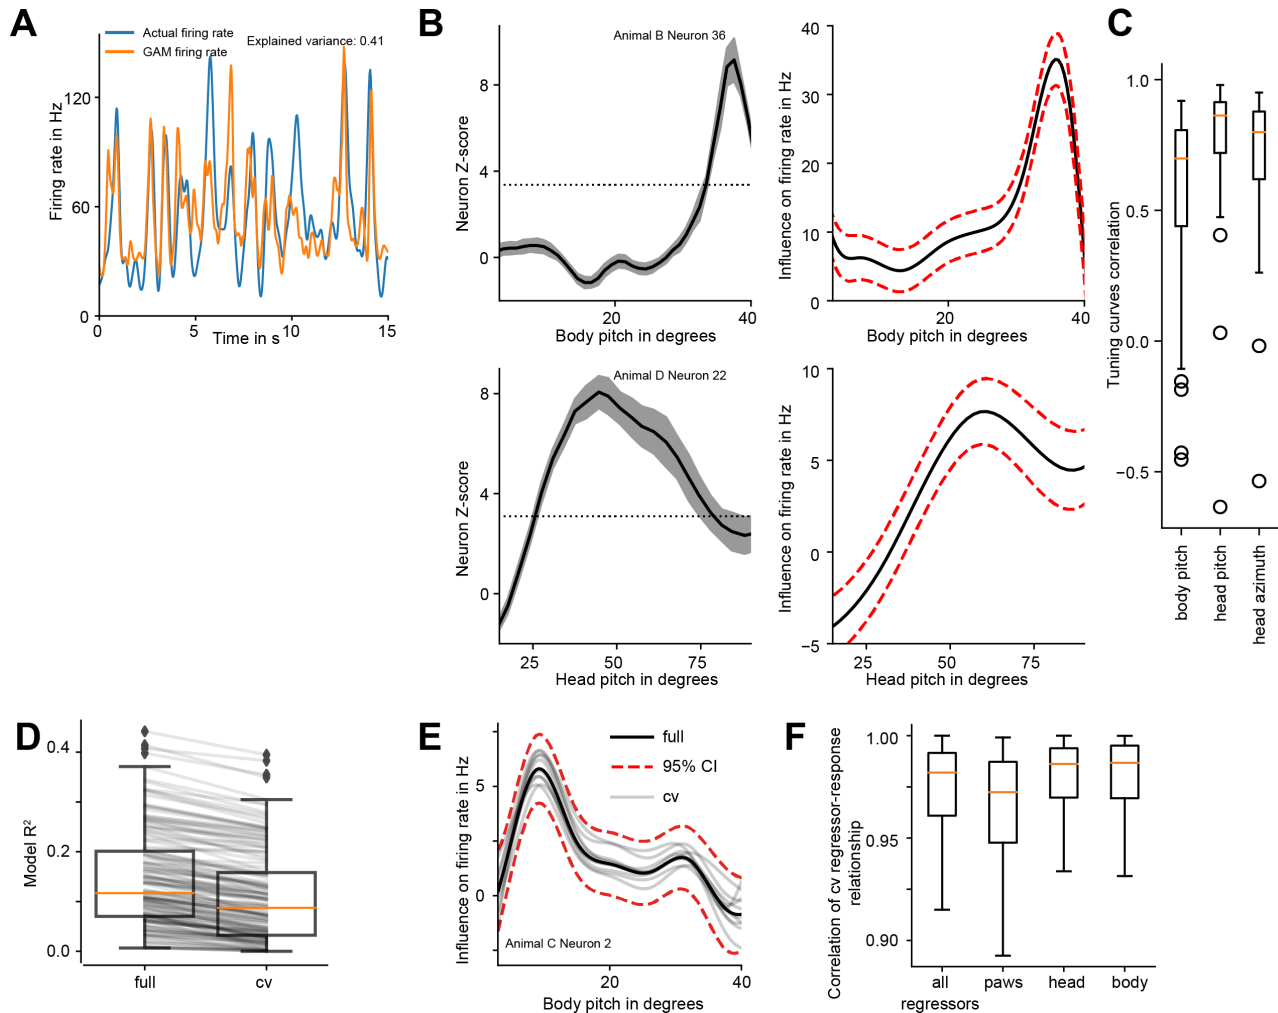 A
Actual firing rate
GAM firing rate
Explained variance: 0.41
Firing rate in Hz
120
60
0
0
5
10
15
Time in s
B
Animal B Neuron 36
Neuron Z-score
8
4
0
20
40
Body pitch in degrees
Influence on firing rate in Hz
40
30
20
10
0
20
40
Body pitch in degrees
Animal D Neuron 22
Neuron Z-score
8
4
0
25
50
75
Head pitch in degrees
Influence on firing rate in Hz
10
5
0
−5
25
50
75
Head pitch in degrees
C
Tuning curves correlation
1.0
0.5
0.0
−0.5
body pitch
head pitch
head azimuth
D
Model R²
0.4
0.2
0.0
full
cv
E
Influence on firing rate in Hz
5
0
full
95% CI
cv
Animal C Neuron 2
20
40
Body pitch in degrees
F
Correlation of cv regressor-response
relationship
1.00
0.95
0.90
all
regressors
paws
head
body